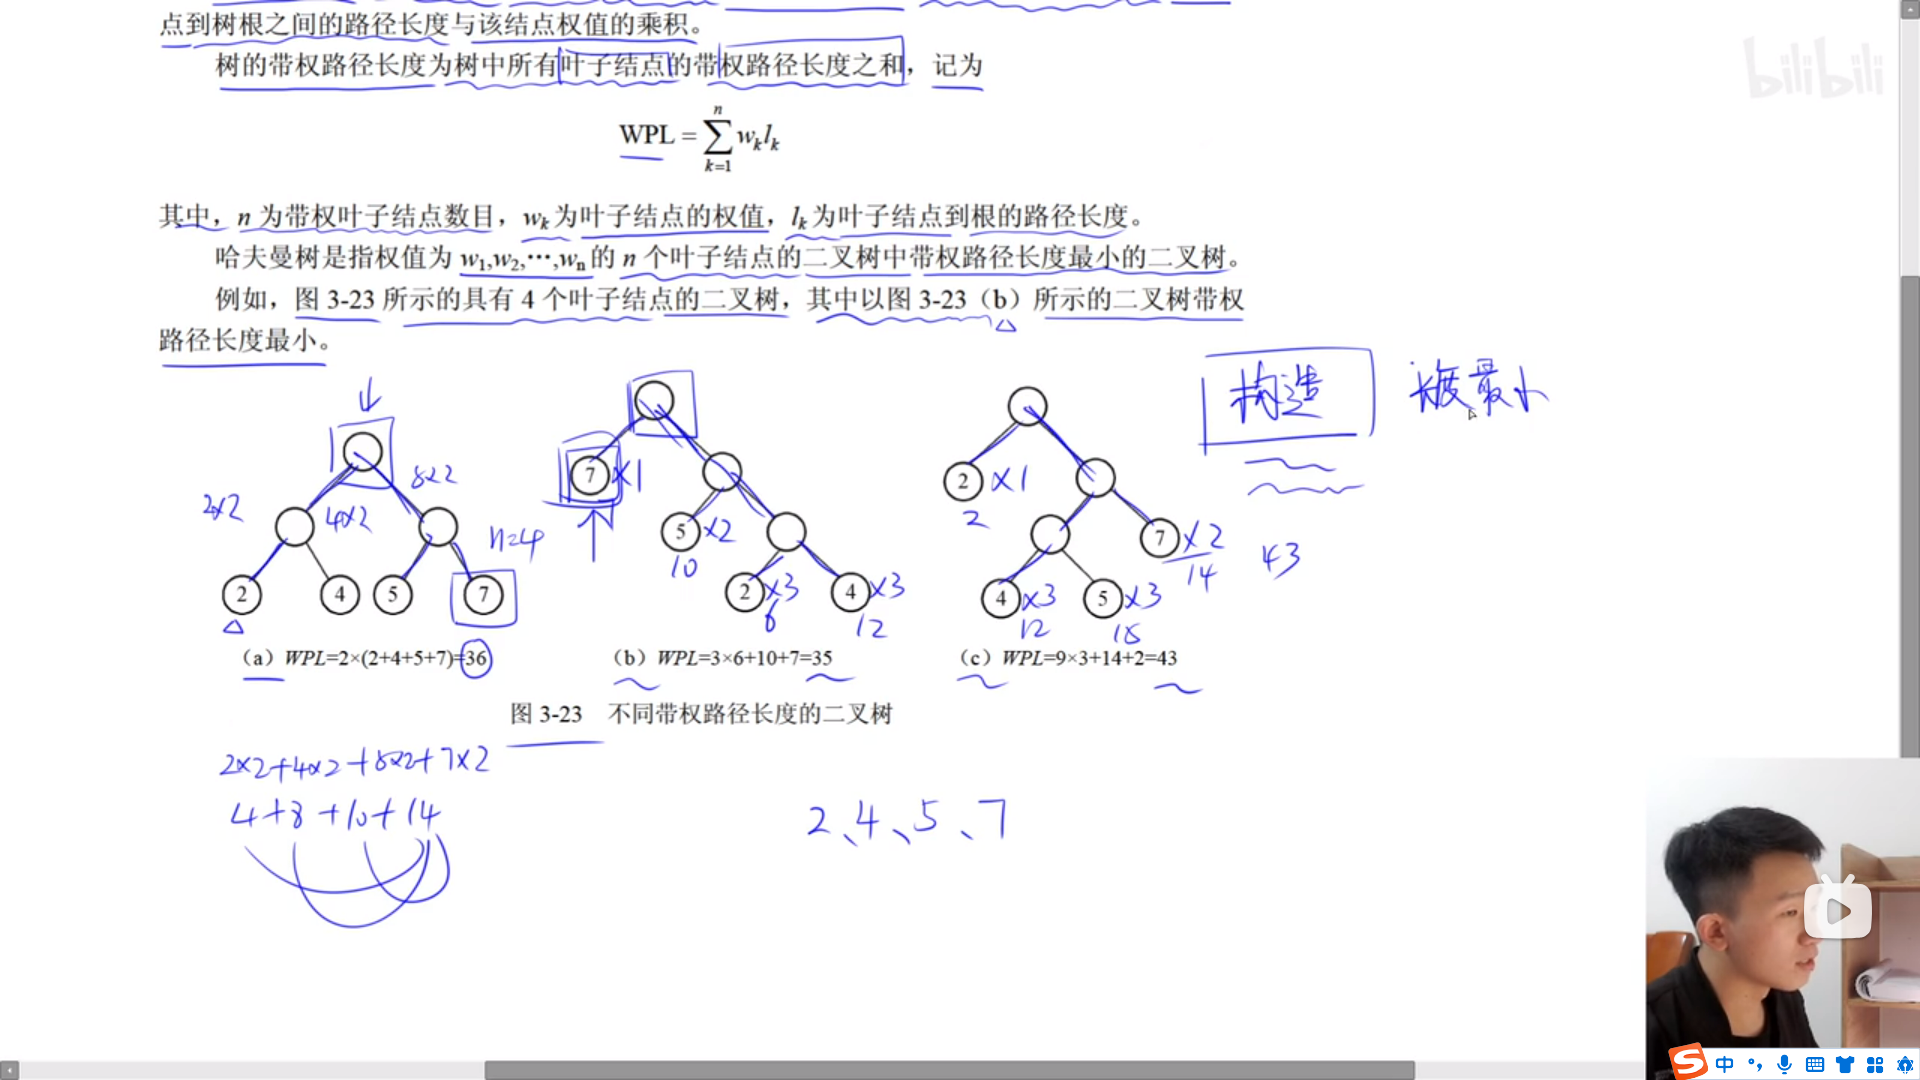 点到树根之间的路径长度与该结点权值的乘积。
树的带权路径长度为树中所有叶子结点的带权路径长度之和，记为
bilibili
WPL = ∑ w_k l_k
n
k=1
其中，n 为带权叶子结点数目，w_k 为叶子结点的权值，l_k 为叶子结点到根的路径长度。
哈夫曼树是指权值为 w_1,w_2,⋯,w_n 的 n 个叶子结点的二叉树中带权路径长度最小的二叉树。
例如，图 3-23 所示的具有 4 个叶子结点的二叉树，其中以图 3-23（b）所示的二叉树带权
路径长度最小。
构造 长度最小
2×2 4×2 5×2 n=4
2 4 5 7
7 ×1
5 ×2
10
2 ×3 4 ×3
6 12
2 ×1
2
7 ×2
14 43
4 ×3 5 ×3
12 15
（a）WPL=2×(2+4+5+7)=36
（b）WPL=3×6+10+7=35
（c）WPL=9×3+14+2=43
图 3-23 不同带权路径长度的二叉树
2×2+4×2+5×2+7×2
4+8+10+14
2、4、5、7
中